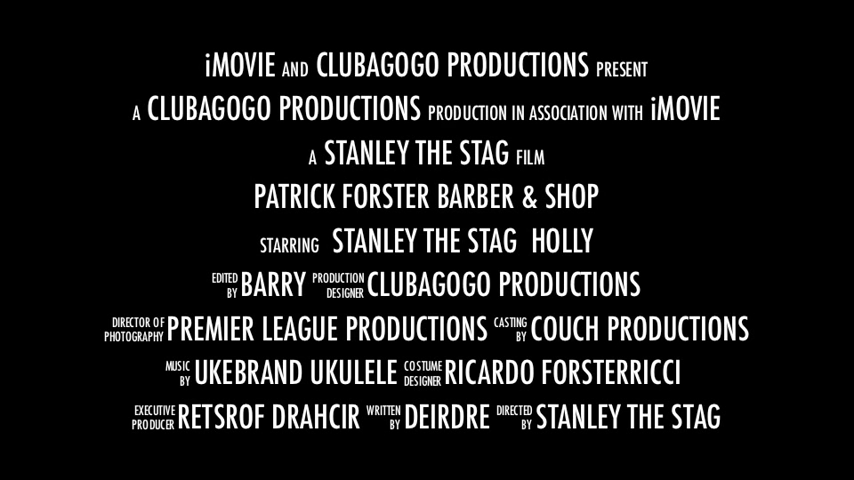 iMOVIE AND CLUBAGOGO PRODUCTIONS PRESENT
A CLUBAGOGO PRODUCTIONS PRODUCTION IN ASSOCIATION WITH iMOVIE
A STANLEY THE STAG FILM
PATRICK FORSTER BARBER & SHOP
STARRING STANLEY THE STAG HOLLY
EDITED BY BARRY PRODUCTION DESIGNER CLUBAGOGO PRODUCTIONS
DIRECTOR OF PHOTOGRAPHY PREMIER LEAGUE PRODUCTIONS CASTING BY COUCH PRODUCTIONS
MUSIC BY UKEBRAND UKULELE COSTUME DESIGNER RICARDO FORSTERRICCI
EXECUTIVE PRODUCER RETSROF DRAHCIR WRITTEN BY DEIRDRE DIRECTED BY STANLEY THE STAG